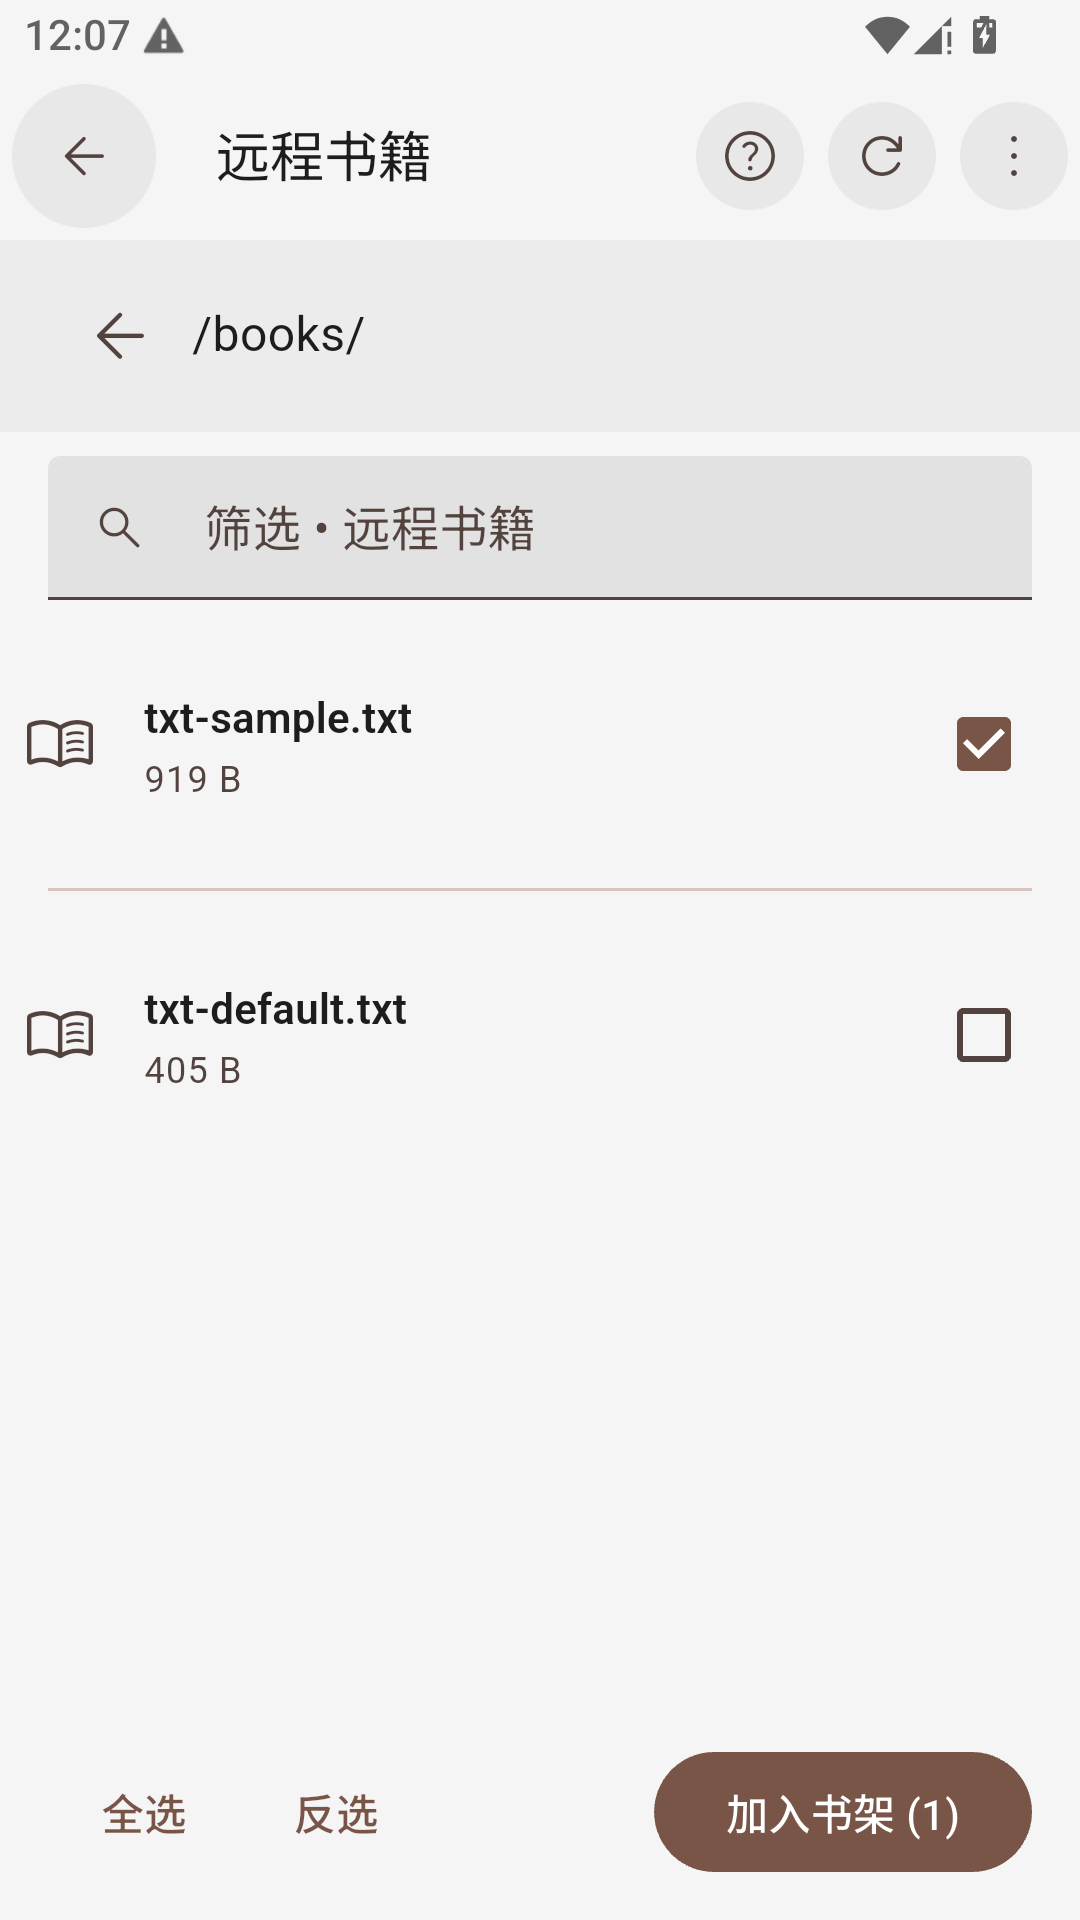 12:07
远程书籍
/books/
筛选 • 远程书籍
txt-sample.txt
919 B
txt-default.txt
405 B
全选
反选
加入书架 (1)